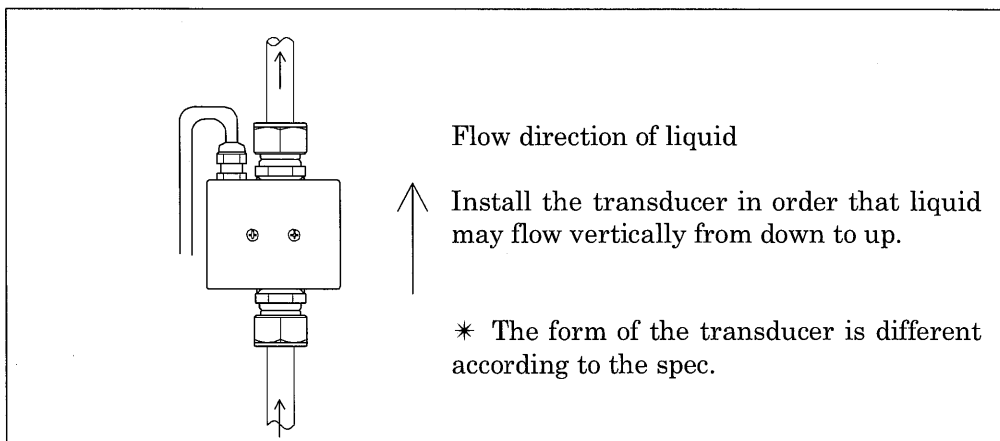 Flow direction of liquid
Install the transducer in order that liquid
may flow vertically from down to up.
✴ The form of the transducer is different
according to the spec.